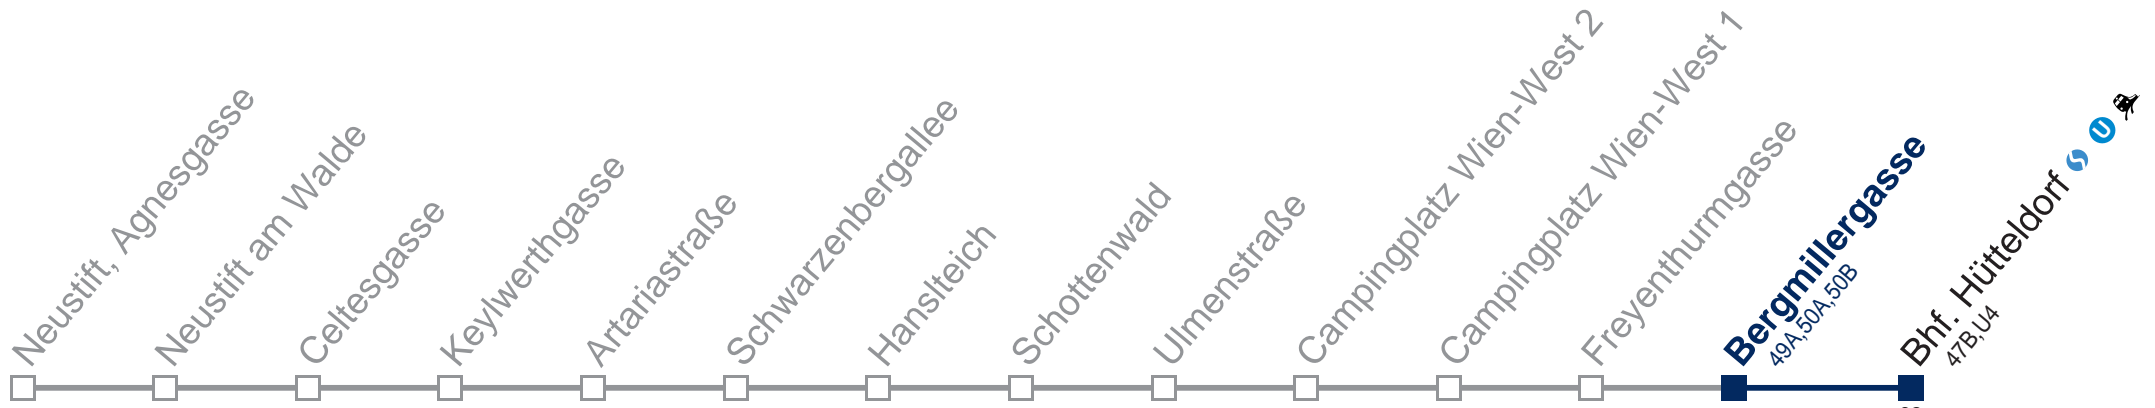 Neustift, Agnesgasse
Neustift am Walde
Celtesgasse
Keylwerthgasse
Artariastraße
Schwarzenbergallee
Hanslteich
Schottenwald
Ulmenstraße
Campingplatz Wien-West 2
Campingplatz Wien-West 1
Freyenthurmgasse
Bergmillergasse
49A,50A,50B
Bhf. Hütteldorf S U
47B,U4